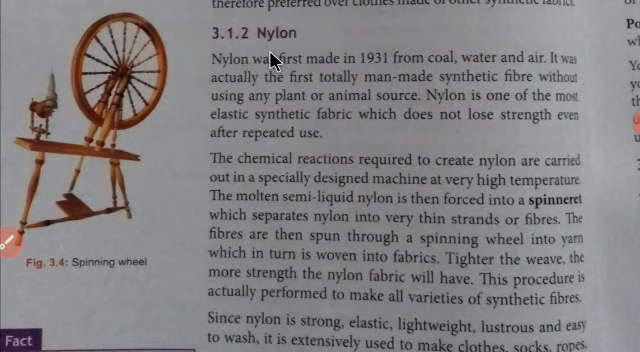 therefore preferred over clothes made of other synthetic fabrics.
3.1.2 Nylon
Nylon was first made in 1931 from coal, water and air. It was
actually the first totally man-made synthetic fibre without
using any plant or animal source. Nylon is one of the most
elastic synthetic fabric which does not lose strength even
after repeated use.
The chemical reactions required to create nylon are carried
out in a specially designed machine at very high temperature.
The molten semi-liquid nylon is then forced into a spinneret
which separates nylon into very thin strands or fibres. The
fibres are then spun through a spinning wheel into yarn
which in turn is woven into fabrics. Tighter the weave, the
more strength the nylon fabric will have. This procedure is
actually performed to make all varieties of synthetic fibres.
Since nylon is strong, elastic, lightweight, lustrous and easy
to wash, it is extensively used to make clothes, socks, ropes,
Fig. 3.4: Spinning wheel
Fact